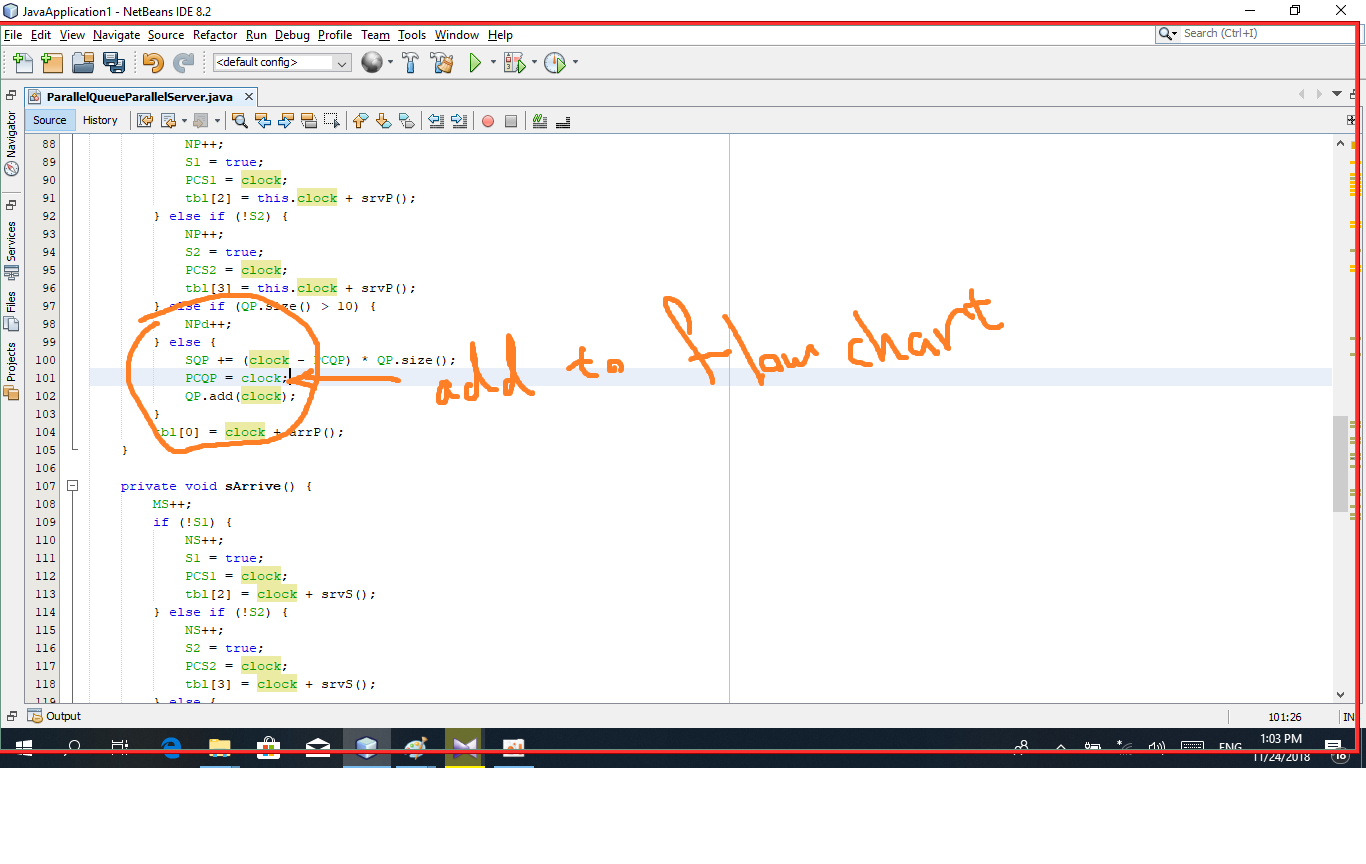 JavaApplication1 - NetBeans IDE 8.2
File Edit View Navigate Source Refactor Run Debug Profile Team Tools Window Help
Search (Ctrl+I)
<default config>
ParallelQueueParallelServer.java
Source History
Navigator
Services
Files
Projects
88 NP++;
89 S1 = true;
90 PCS1 = clock;
91 tbl[2] = this.clock + srvP();
92 } else if (!S2) {
93 NP++;
94 S2 = true;
95 PCS2 = clock;
96 tbl[3] = this.clock + srvP();
97 } else if (QP.size() > 10) {
98 NPd++;
99 } else {
100 SQP += (clock - PCQP) * QP.size();
101 PCQP = clock;
102 QP.add(clock);
103 }
104 tbl[0] = clock + arrP();
105 }
106
107 private void sArrive() {
108 MS++;
109 if (!S1) {
110 NS++;
111 S1 = true;
112 PCS1 = clock;
113 tbl[2] = clock + srvS();
114 } else if (!S2) {
115 NS++;
116 S2 = true;
117 PCS2 = clock;
118 tbl[3] = clock + srvS();
119 } else {
add to flow chart
Output
101:26 IN
ENG
1:03 PM
11/24/2018
18